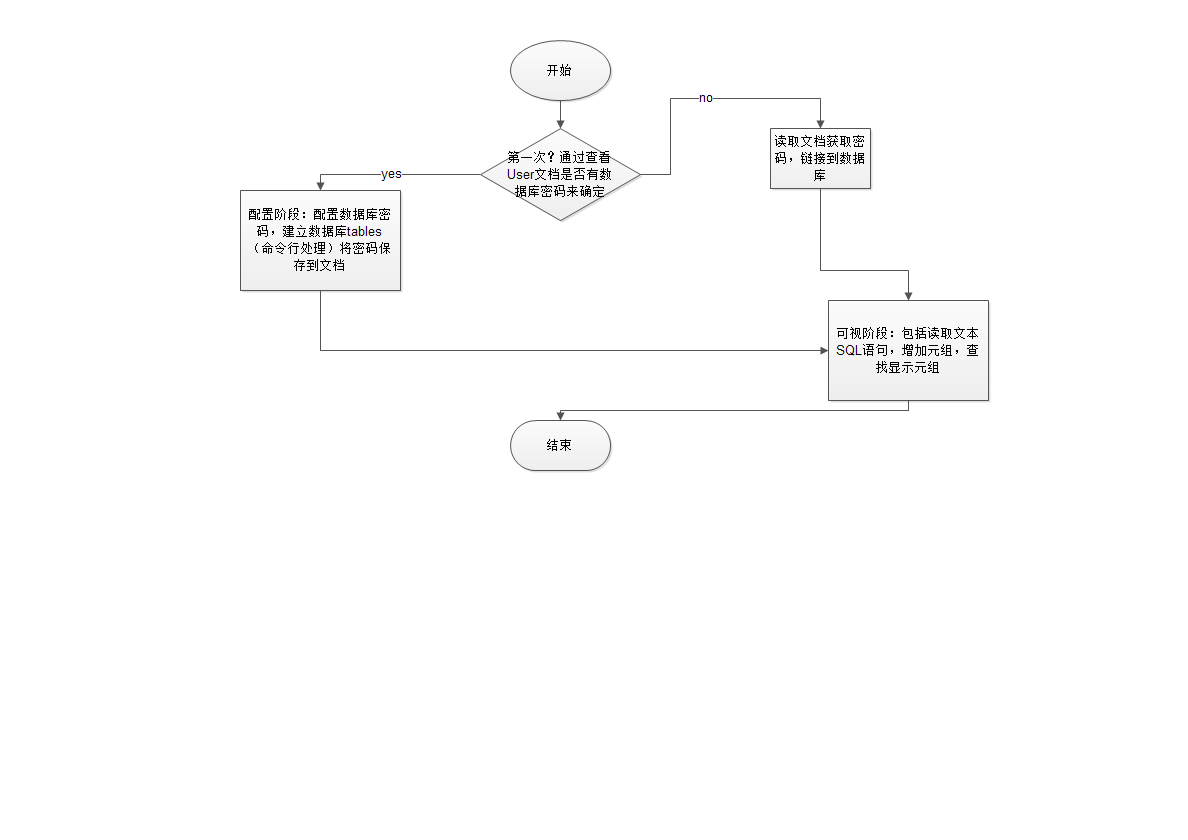 开始
no
读取文档获取密
码，链接到数据
库
第一次？通过查看
User文档是否有数
据库密码来确定
yes
配置阶段：配置数据库密
码，建立数据库tables
（命令行处理）将密码保
存到文档
可视阶段：包括读取文本
SQL语句，增加元组，查
找显示元组
结束